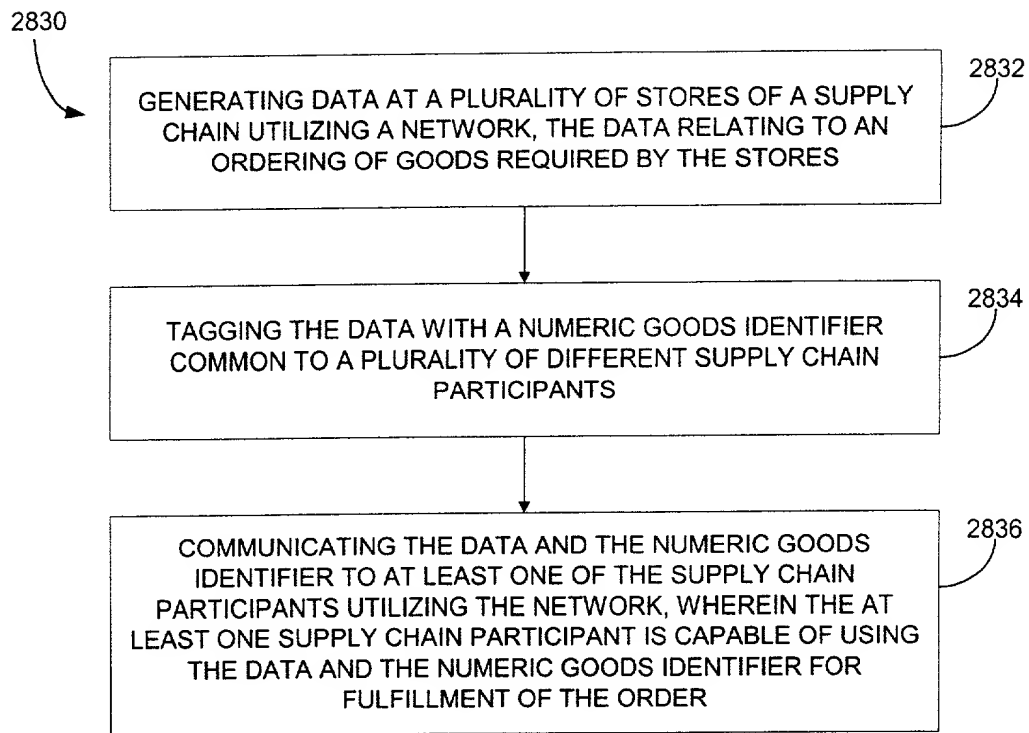 2830
2832
GENERATING DATA AT A PLURALITY OF STORES OF A SUPPLY
CHAIN UTILIZING A NETWORK, THE DATA RELATING TO AN
ORDERING OF GOODS REQUIRED BY THE STORES
2834
TAGGING THE DATA WITH A NUMERIC GOODS IDENTIFIER
COMMON TO A PLURALITY OF DIFFERENT SUPPLY CHAIN
PARTICIPANTS
2836
COMMUNICATING THE DATA AND THE NUMERIC GOODS
IDENTIFIER TO AT LEAST ONE OF THE SUPPLY CHAIN
PARTICIPANTS UTILIZING THE NETWORK, WHEREIN THE AT
LEAST ONE SUPPLY CHAIN PARTICIPANT IS CAPABLE OF USING
THE DATA AND THE NUMERIC GOODS IDENTIFIER FOR
FULFILLMENT OF THE ORDER